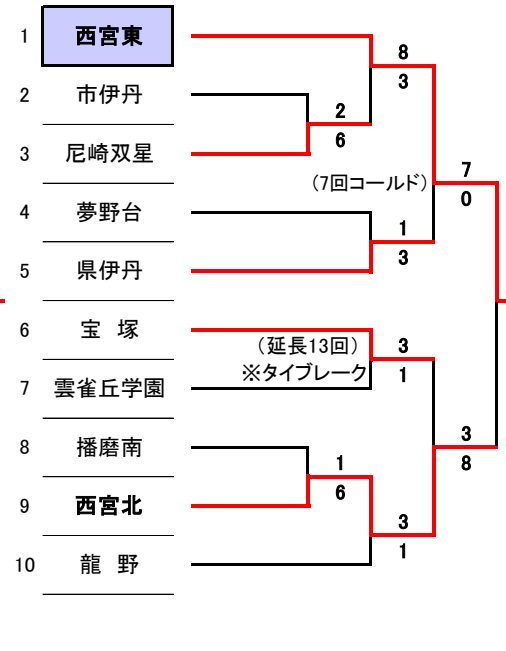 1 西宮東
8
3
2 市伊丹
2
6
3 尼崎双星
(7回コールド)
7
0
4 夢野台
1
3
5 県伊丹
6 宝 塚
(延長13回)
※タイブレーク
3
1
7 雲雀丘学園
8 播磨南
3
8
1
6
9 西宮北
3
1
10 龍 野